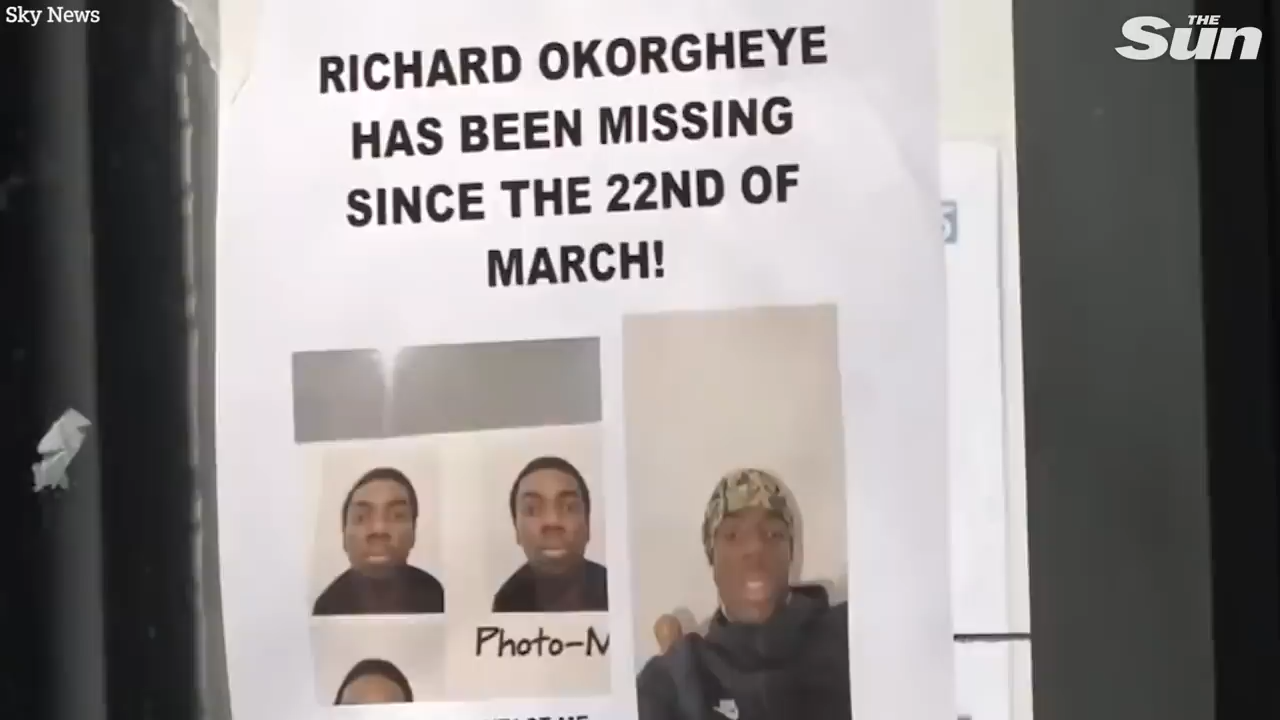 Sky News
THE
Sun
RICHARD OKORGHEYE
HAS BEEN MISSING
SINCE THE 22ND OF
MARCH!
Photo-M